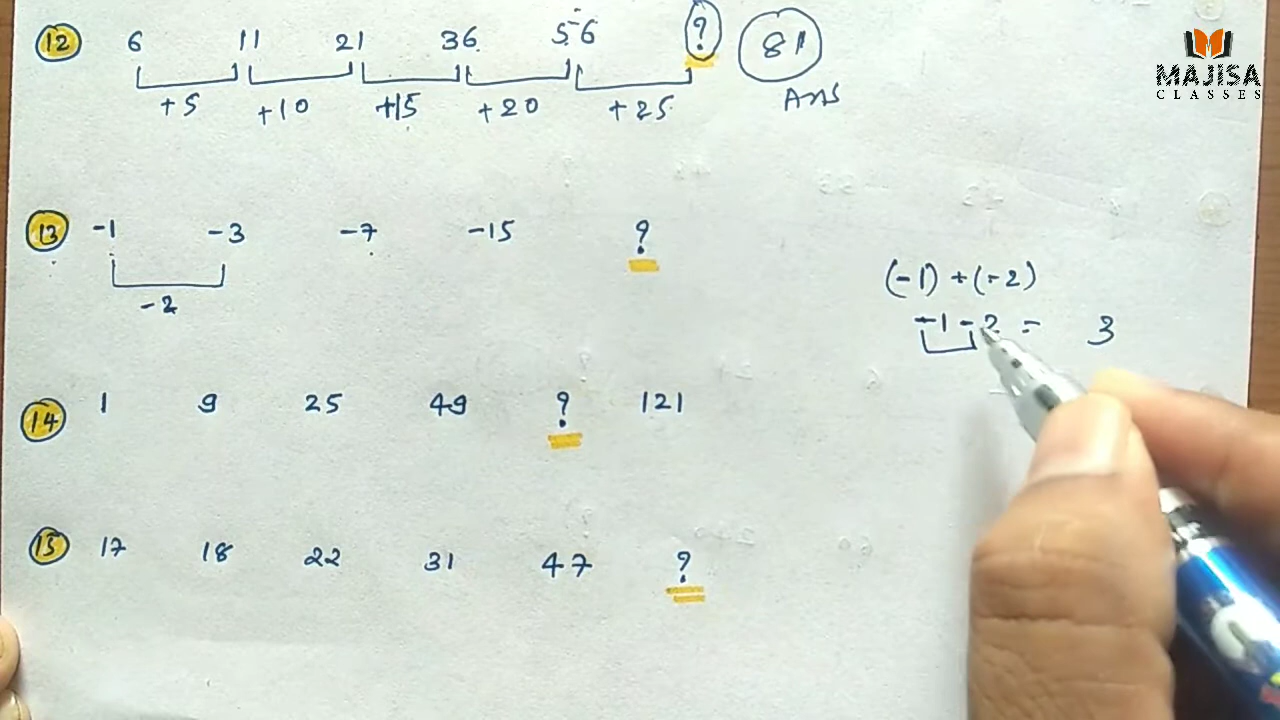 MAJISA
CLASSES
12 6 11 21 36 56 ? 81
+5 +10 +15 +20 +25 Ans
13 -1 -3 -7 -15 ?
-2
(-1) + (-2)
-1 -2 = 3
14 1 9 25 49 ? 121
15 17 18 22 31 47 ?